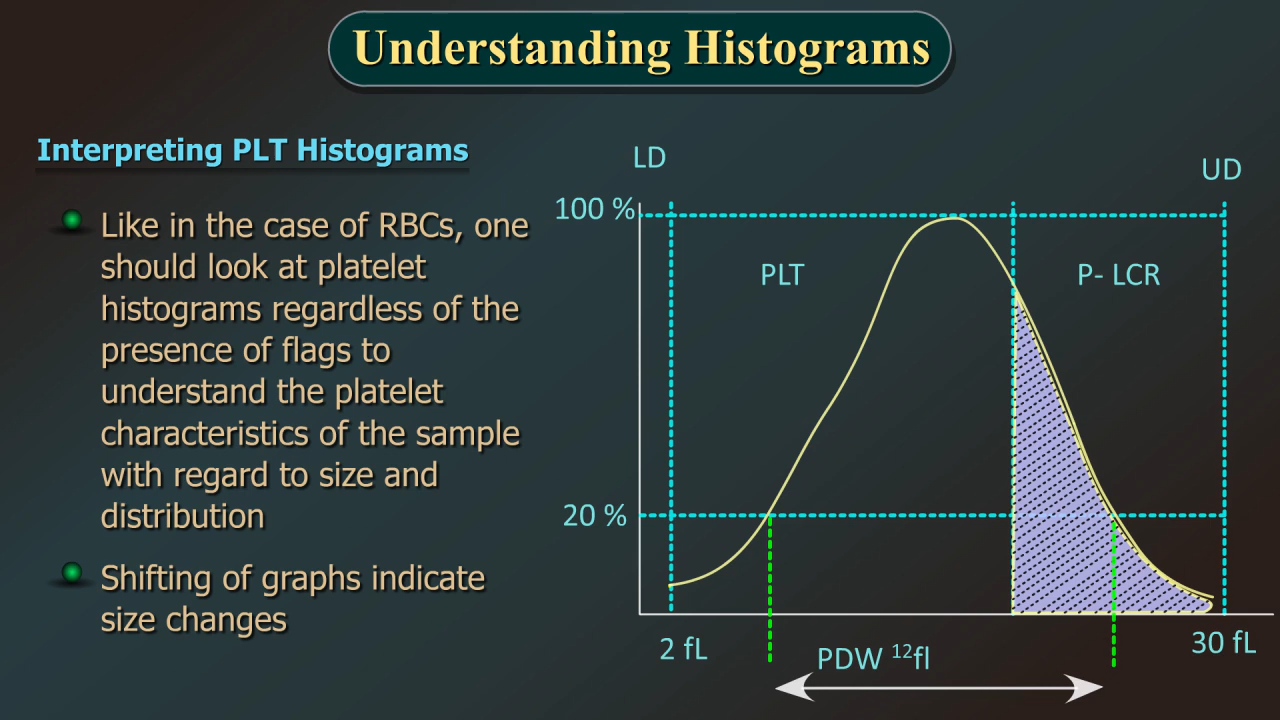 Understanding Histograms
Interpreting PLT Histograms
Like in the case of RBCs, one
should look at platelet
histograms regardless of the
presence of flags to
understand the platelet
characteristics of the sample
with regard to size and
distribution
Shifting of graphs indicate
size changes
LD
UD
100 %
PLT
P- LCR
20 %
2 fL
PDW 12fl
30 fL